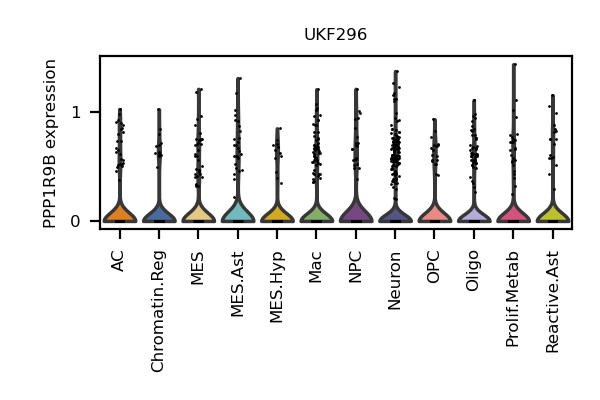 UKF296
PPP1R9B expression
1
0
AC
Chromatin.Reg
MES
MES.Ast
MES.Hyp
Mac
NPC
Neuron
OPC
Oligo
Prolif.Metab
Reactive.Ast